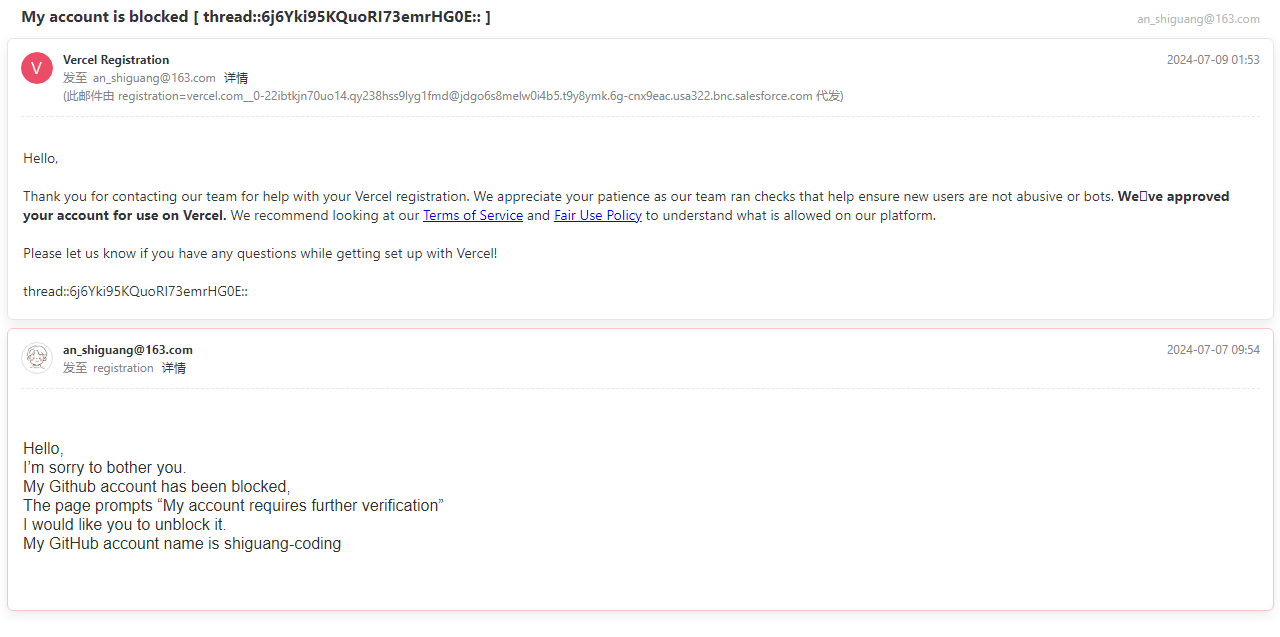 My account is blocked [ thread::6j6Yki95KQuoRI73emrHG0E:: ]
an_shiguang@163.com
V
Vercel Registration
2024-07-09 01:53
发至 an_shiguang@163.com 详情
(此邮件由 registration=vercel.com__0-22ibtkjn70uo14.qy238hss9lyg1fmd@jdgo6s8melw0i4b5.t9y8ymk.6g-cnx9eac.usa322.bnc.salesforce.com 代发)
Hello,
Thank you for contacting our team for help with your Vercel registration. We appreciate your patience as our team ran checks that help ensure new users are not abusive or bots. We▯ve approved
your account for use on Vercel. We recommend looking at our Terms of Service and Fair Use Policy to understand what is allowed on our platform.
Please let us know if you have any questions while getting set up with Vercel!
thread::6j6Yki95KQuoRI73emrHG0E::
an_shiguang@163.com
2024-07-07 09:54
发至 registration 详情
Hello,
I’m sorry to bother you.
My Github account has been blocked,
The page prompts “My account requires further verification”
I would like you to unblock it.
My GitHub account name is shiguang-coding